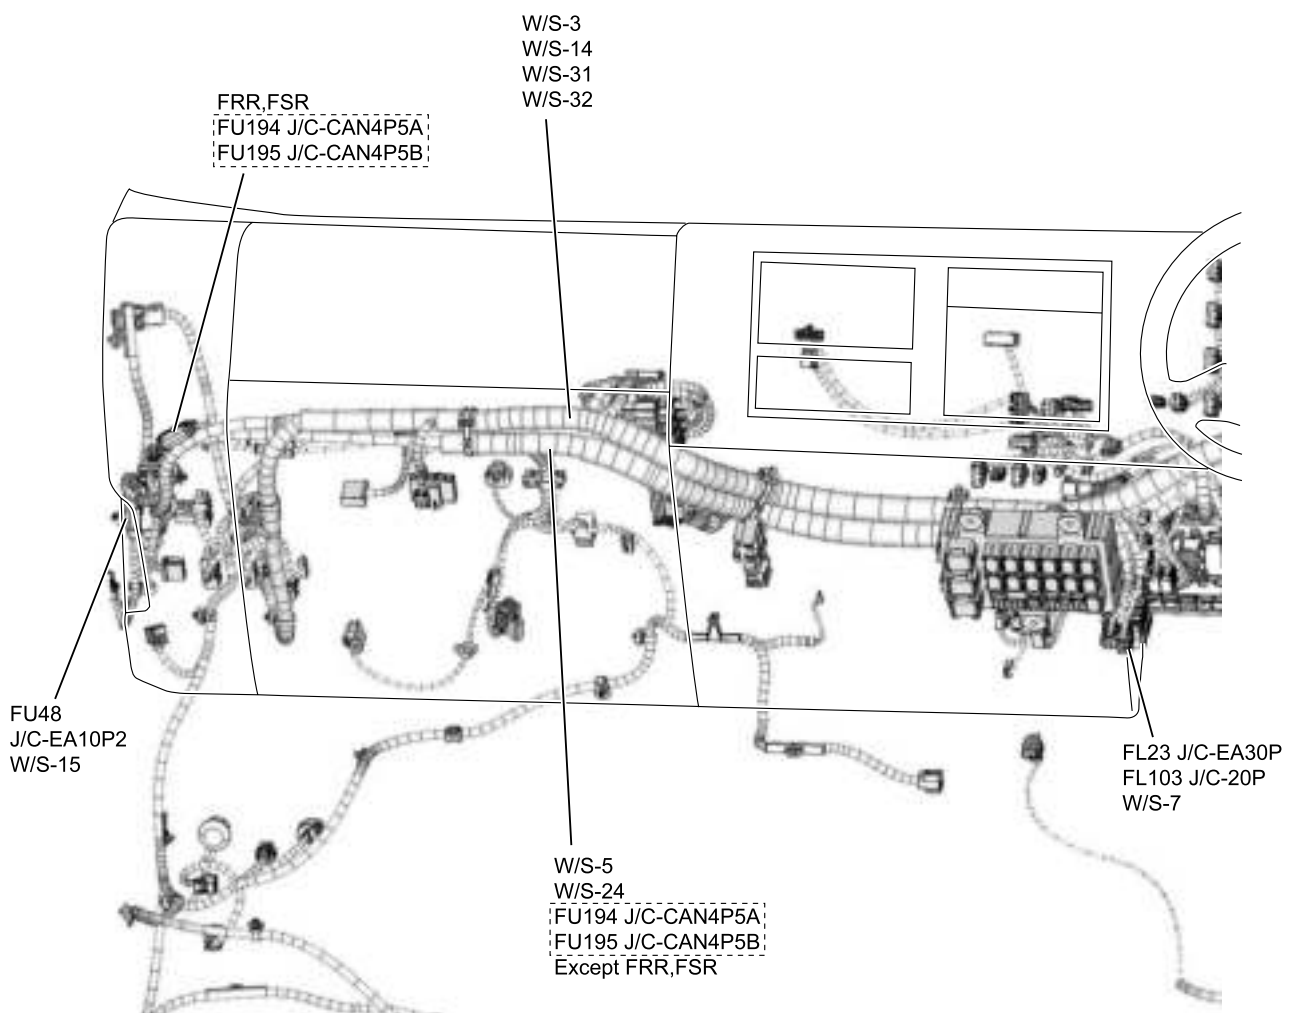 W/S-3
W/S-14
W/S-31
W/S-32
FRR,FSR
FU194 J/C-CAN4P5A
FU195 J/C-CAN4P5B
FU48
J/C-EA10P2
W/S-15
FL23 J/C-EA30P
FL103 J/C-20P
W/S-7
W/S-5
W/S-24
FU194 J/C-CAN4P5A
FU195 J/C-CAN4P5B
Except FRR,FSR